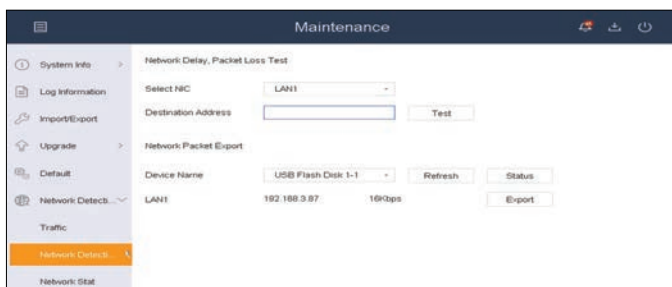 Maintenance
System Info >
Log Information
Import/Export
Upgrade >
Default
Network Detecti...
Traffic
Network Detecti...
Network Stat
Network Delay, Packet Loss Test
Select NIC LAN1
Destination Address Test
Network Packet Export
Device Name USB Flash Disk 1-1 Refresh Status
LAN1 192.168.3.87 16Kbps Export